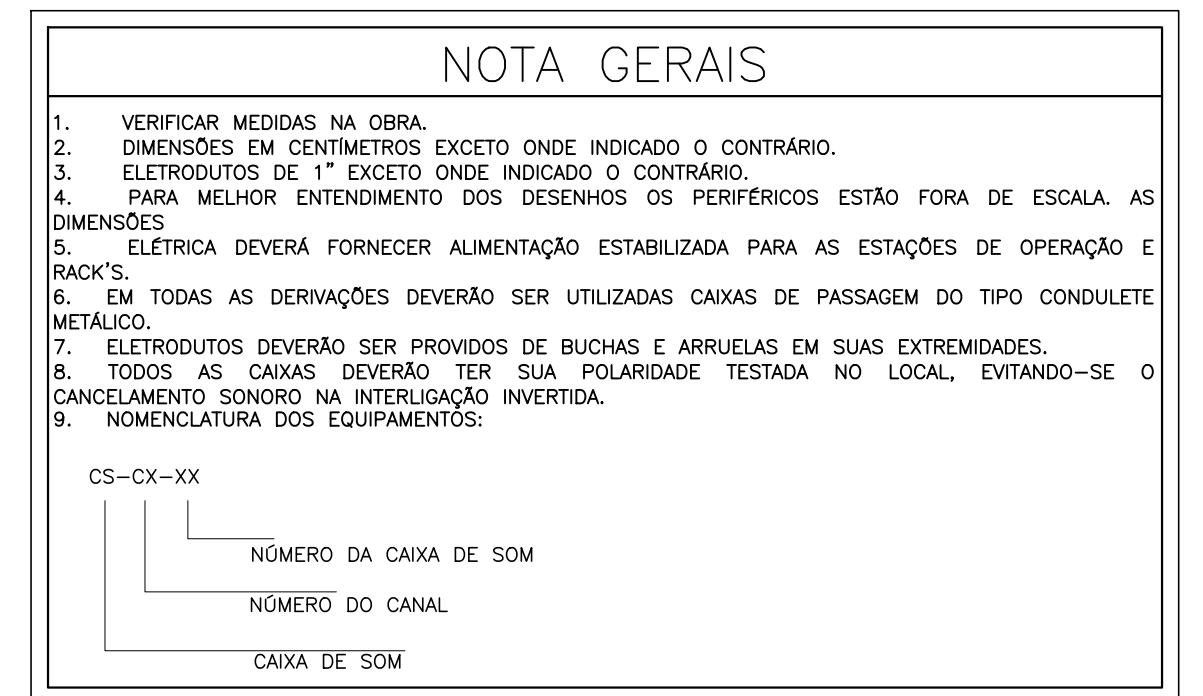 NOTA GERAIS
1. VERIFICAR MEDIDAS NA OBRA.
2. DIMENSÕES EM CENTÍMETROS EXCETO ONDE INDICADO O CONTRÁRIO.
3. ELETRODUTOS DE 1" EXCETO ONDE INDICADO O CONTRÁRIO.
4. PARA MELHOR ENTENDIMENTO DOS DESENHOS OS PERIFÉRICOS ESTÃO FORA DE ESCALA. AS
DIMENSÕES
5. ELÉTRICA DEVERÁ FORNECER ALIMENTAÇÃO ESTABILIZADA PARA AS ESTAÇÕES DE OPERAÇÃO E
RACK'S.
6. EM TODAS AS DERIVAÇÕES DEVERÃO SER UTILIZADAS CAIXAS DE PASSAGEM DO TIPO CONDULETE
METÁLICO.
7. ELETRODUTOS DEVERÃO SER PROVIDOS DE BUCHAS E ARRUELAS EM SUAS EXTREMIDADES.
8. TODOS AS CAIXAS DEVERÃO TER SUA POLARIDADE TESTADA NO LOCAL, EVITANDO-SE O
CANCELAMENTO SONORO NA INTERLIGAÇÃO INVERTIDA.
9. NOMENCLATURA DOS EQUIPAMENTOS:
CS-CX-XX
NÚMERO DA CAIXA DE SOM
NÚMERO DO CANAL
CAIXA DE SOM